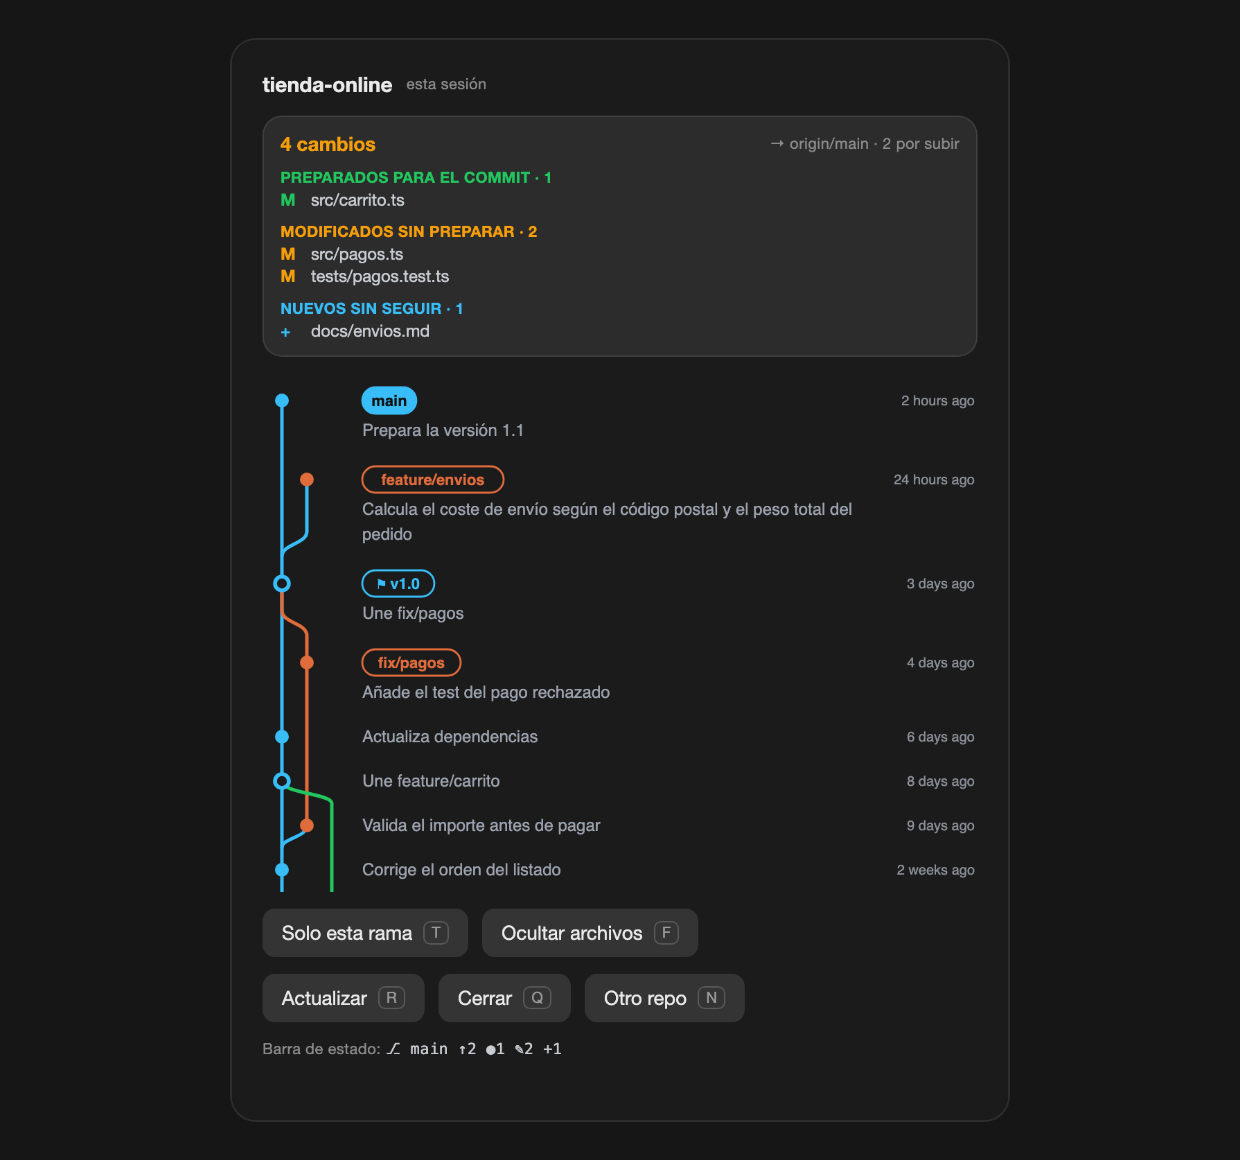 tienda-online esta sesión
4 cambios → origin/main · 2 por subir
PREPARADOS PARA EL COMMIT · 1
M src/carrito.ts
MODIFICADOS SIN PREPARAR · 2
M src/pagos.ts
M tests/pagos.test.ts
NUEVOS SIN SEGUIR · 1
+ docs/envios.md
main 2 hours ago
Prepara la versión 1.1
feature/envios 24 hours ago
Calcula el coste de envío según el código postal y el peso total del
pedido
⚑ v1.0 3 days ago
Une fix/pagos
fix/pagos 4 days ago
Añade el test del pago rechazado
Actualiza dependencias 6 days ago
Une feature/carrito 8 days ago
Valida el importe antes de pagar 9 days ago
Corrige el orden del listado 2 weeks ago
Solo esta rama T Ocultar archivos F
Actualizar R Cerrar Q Otro repo N
Barra de estado: ⎇ main ↑2 ●1 ✎2 +1